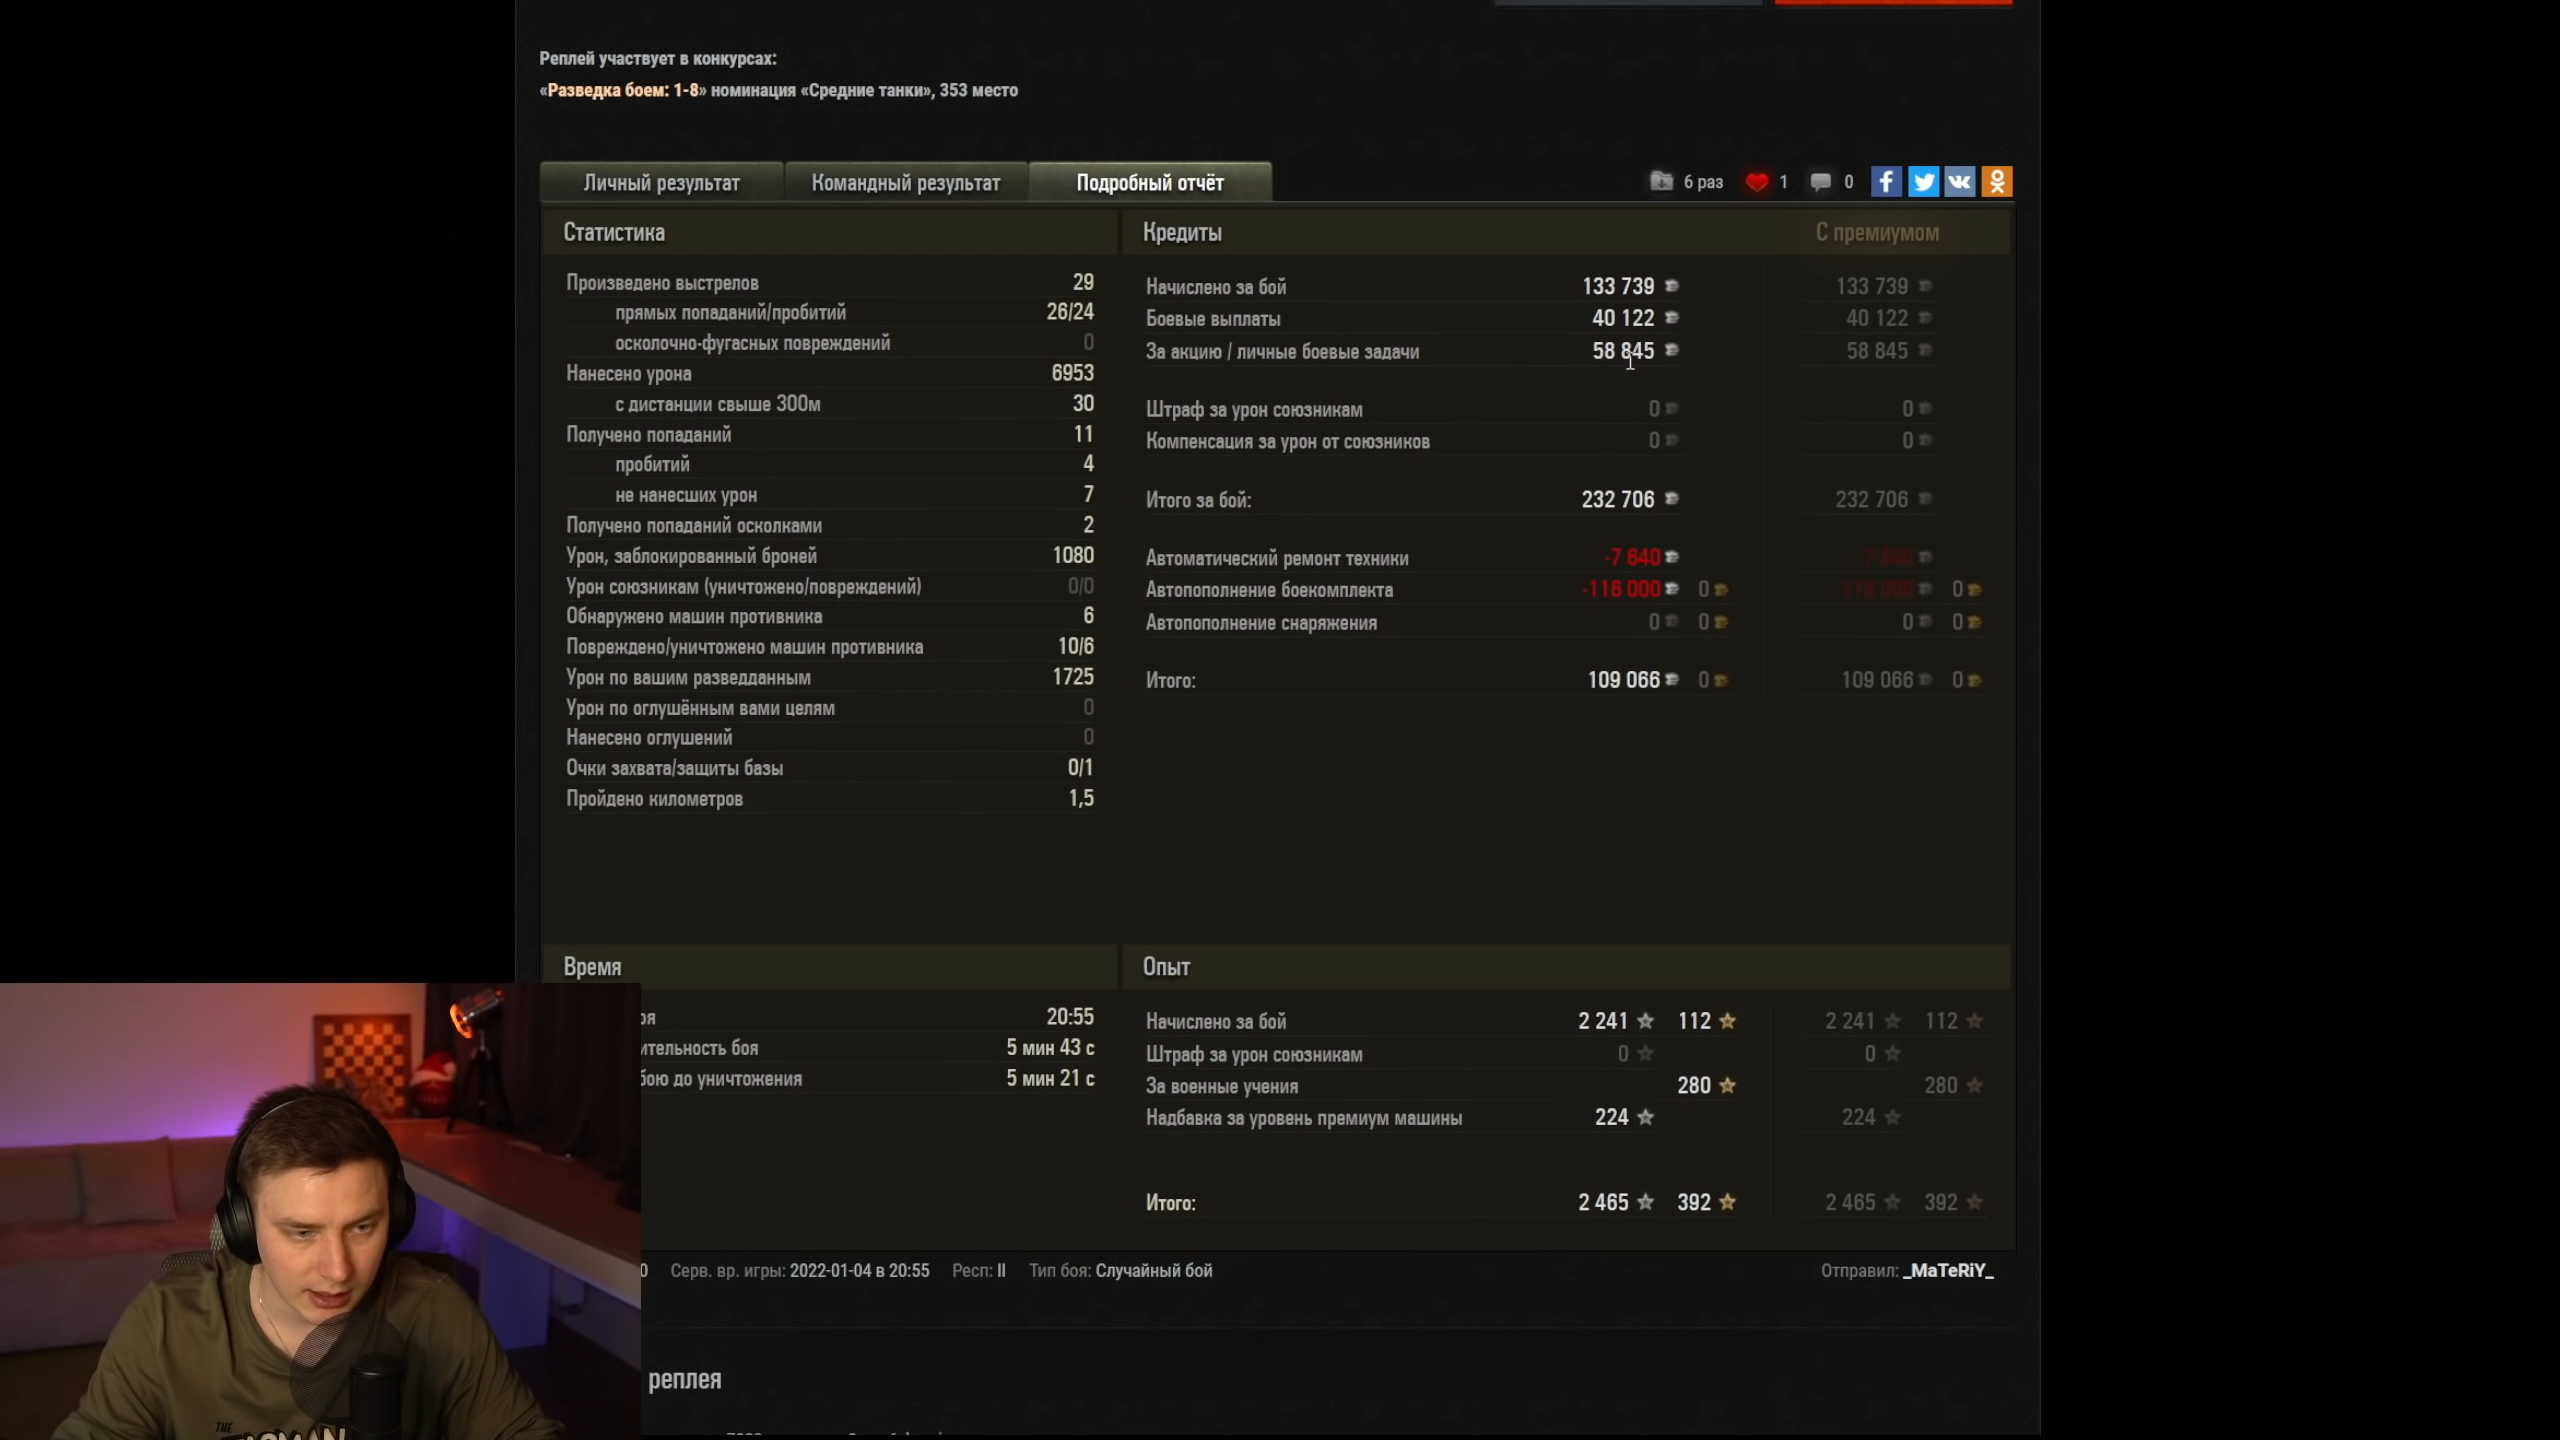 Реплей участвует в конкурсах:
«Разведка боем: 1-8» номинация «Средние танки», 353 место
Личный результат Командный результат Подробный отчёт 6 раз 1 0
Статистика
Произведено выстрелов 29
прямых попаданий/пробитий 26/24
осколочно-фугасных повреждений 0
Нанесено урона 6953
с дистанции свыше 300м 30
Получено попаданий 11
пробитий 4
не нанесших урон 7
Получено попаданий осколками 2
Урон, заблокированный броней 1080
Урон союзникам (уничтожено/повреждений) 0/0
Обнаружено машин противника 6
Повреждено/уничтожено машин противника 10/6
Урон по вашим разведданным 1725
Урон по оглушённым вами целям 0
Нанесено оглушений 0
Очки захвата/защиты базы 0/1
Пройдено километров 1,5
Кредиты С премиумом
Начислено за бой 133 739 133 739
Боевые выплаты 40 122 40 122
За акцию / личные боевые задачи 58 845 58 845
Штраф за урон союзникам 0 0
Компенсация за урон от союзников 0 0
Итого за бой: 232 706 232 706
Автоматический ремонт техники -7 640 -7 640
Автопополнение боекомплекта -116 000 0 -116 000 0
Автопополнение снаряжения 0 0 0 0
Итого: 109 066 0 109 066 0
Время
оя 20:55
ительность боя 5 мин 43 с
бою до уничтожения 5 мин 21 с
Опыт
Начислено за бой 2 241 112 2 241 112
Штраф за урон союзникам 0 0
За военные учения 280 280
Надбавка за уровень премиум машины 224 224
Итого: 2 465 392 2 465 392
0 Серв. вр. игры: 2022-01-04 в 20:55 Респ: II Тип боя: Случайный бой Отправил: _MaTeRiY_
реплея
THE